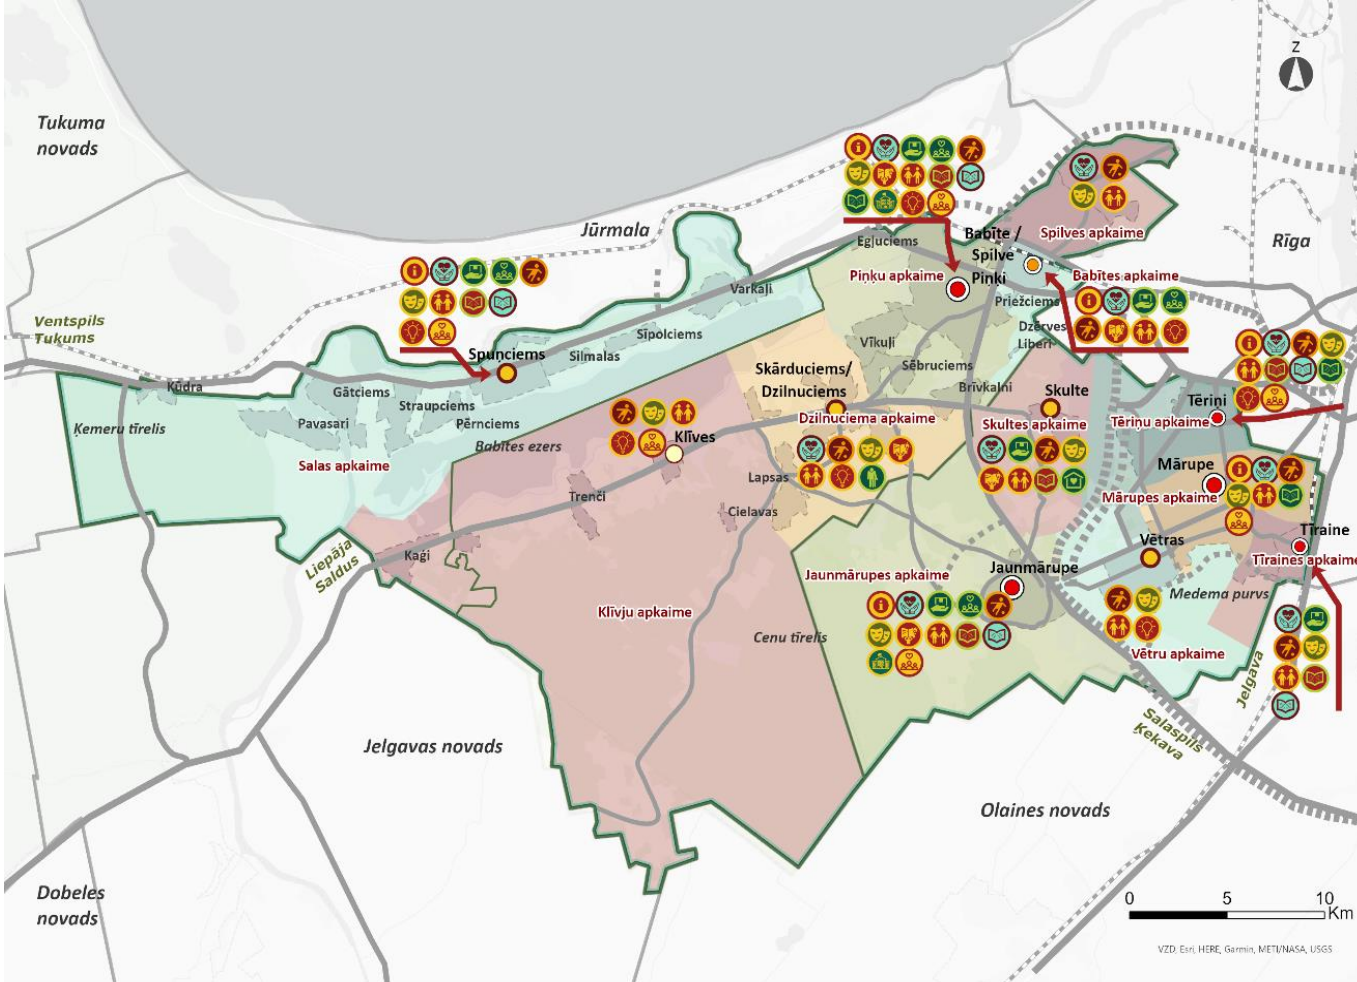 Z
Tukuma
novads
Jūrmala
Rīga
Ventspils
Tukums
Egļuciems
Babīte /
Spilve
Piņķi
Spilves apkaime
Piņķu apkaime
Babītes apkaime
Priežciems
Dzērves
Liberi
Varkaļi
Sīpolciems
Silmalas
Spuņciems
Vīkuļi
Sēbruciems
Brīvkalni
Skārduciems/
Dzilnuciems
Dzilnuciema apkaime
Kūdra
Gātciems
Straupciems
Pērnciems
Pavasari
Ķemeru tīrelis
Salas apkaime
Babītes ezers
Klīves
Skulte
Skultes apkaime
Tēriņi
Tēriņu apkaime
Mārupe
Mārupes apkaime
Lapsas
Trenči
Cielavas
Tīraine
Tīraines apkaime
Vētras
Kaģi
Liepāja
Saldus
Jaunmārupes apkaime
Jaunmārupe
Medema purvs
Klīvju apkaime
Cenu tīrelis
Vētru apkaime
Jelgava
Salaspils
Ķekava
Jelgavas novads
Olaines novads
Dobeles
novads
0 5 10
Km
VZD, Esri, HERE, Garmin, METI/NASA, USGS